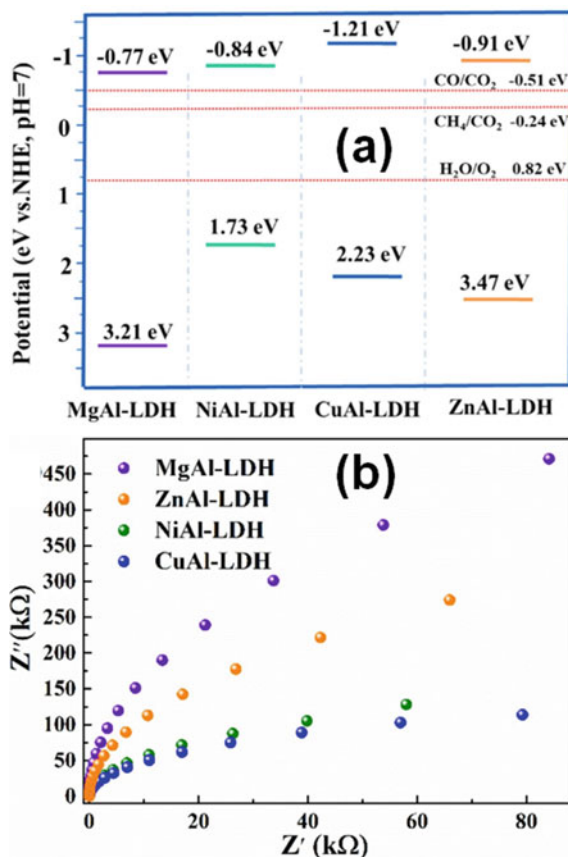 -1.21 eV
-0.77 eV -0.84 eV -0.91 eV
-1
CO/CO₂ -0.51 eV
0 (a) CH₄/CO₂ -0.24 eV
H₂O/O₂ 0.82 eV
1
1.73 eV
2.23 eV
2
3.47 eV
3.21 eV
3
Potential (eV vs.NHE, pH=7)
MgAl-LDH NiAl-LDH CuAl-LDH ZnAl-LDH
(b)
MgAl-LDH
ZnAl-LDH
NiAl-LDH
CuAl-LDH
450
400
350
300
250
200
150
100
50
0
Z″(kΩ)
0 20 40 60 80
Z′ (kΩ)